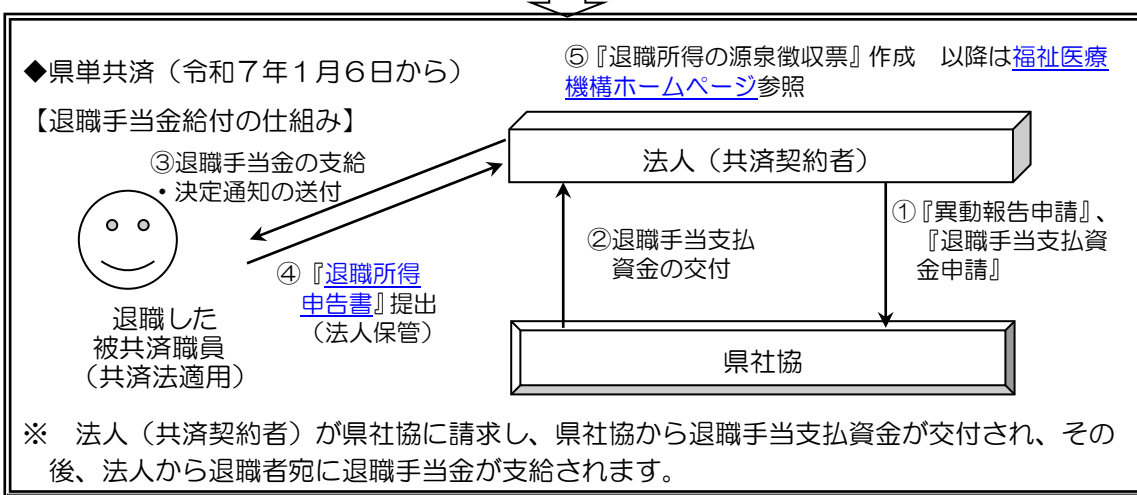 ◆県単共済（令和７年１月６日から）
⑤『退職所得の源泉徴収票』作成　以降は福祉医療
機構ホームページ参照
【退職手当金給付の仕組み】
③退職手当金の支給
・決定通知の送付
法人（共済契約者）
①『異動報告申請』、
『退職手当支払資
金申請』
②退職手当支払
資金の交付
④『退職所得
申告書』提出
（法人保管）
退職した
被共済職員
（共済法適用）
県社協
※　法人（共済契約者）が県社協に請求し、県社協から退職手当支払資金が交付され、その
後、法人から退職者宛に退職手当金が支給されます。